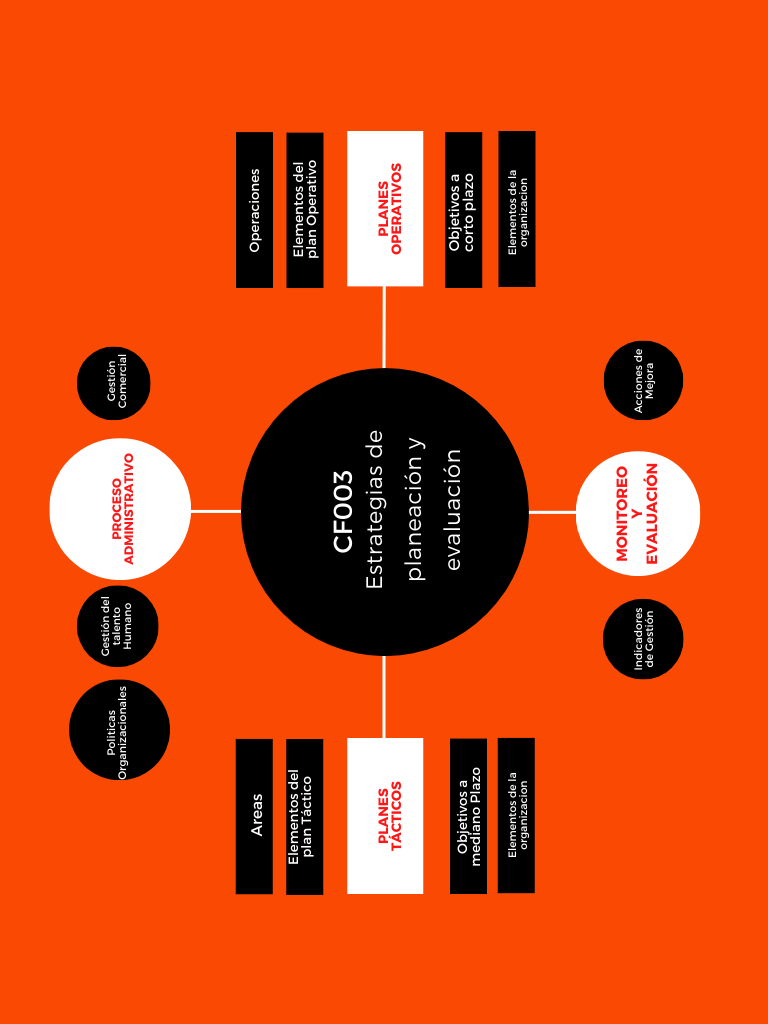 Políticas
Organizacionales
Gestión del
talento
Humano
PROCESO
ADMINISTRATIVO
Gestión
Comercial
Areas
Elementos del
plan Táctico
PLANES
TÁCTICOS
Objetivos a
mediano Plazo
Elementos de la
organizacion
CF003
Estrategias de
planeación y
evaluación
Operaciones
Elementos del
plan Operativo
PLANES
OPERATIVOS
Objetivos a
corto plazo
Elementos de la
organizacion
Indicadores
de Gestión
MONITOREO
Y
EVALUACIÓN
Acciones de
Mejora